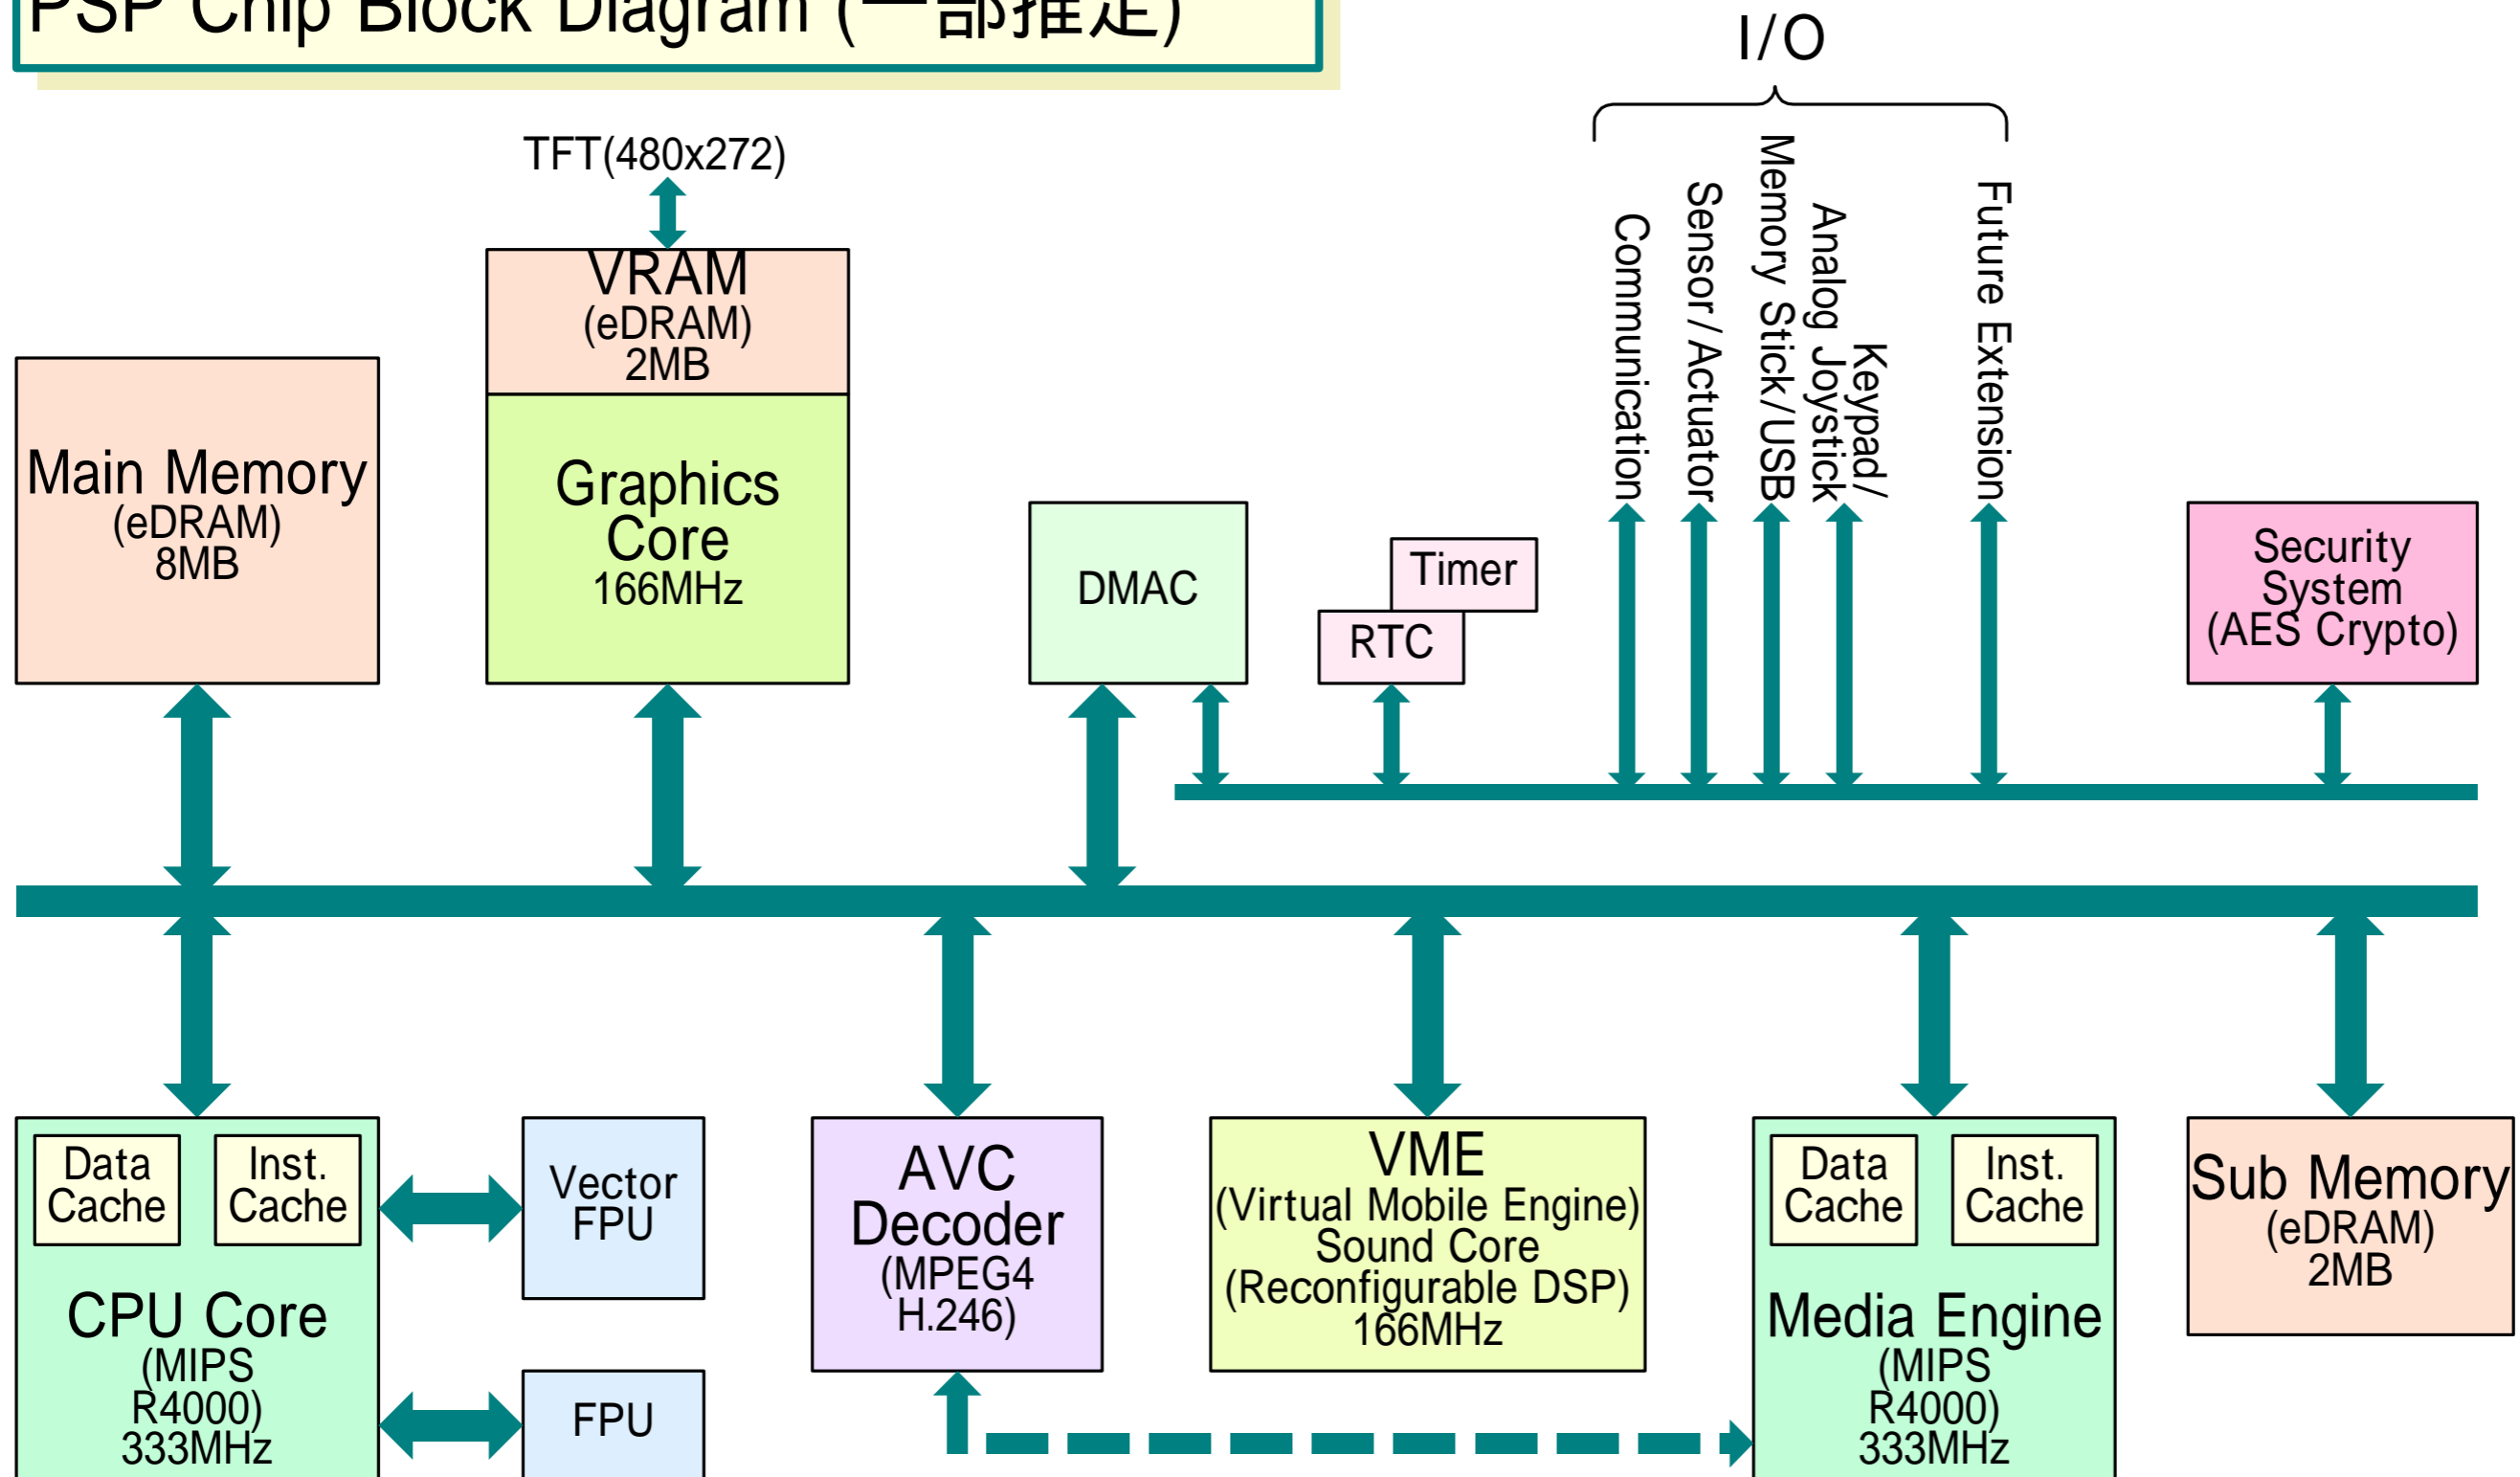 PSP Chip Block Diagram (一部推定)
I/O
TFT(480x272)
Communication
Sensor/Actuator
Memory Stick/USB
Keypad/
Analog Joystick
Future Extension
VRAM
(eDRAM)
2MB
Main Memory
(eDRAM)
8MB
Graphics
Core
166MHz
DMAC
Timer
RTC
Security
System
(AES Crypto)
Data
Cache
Inst.
Cache
CPU Core
(MIPS
R4000)
333MHz
Vector
FPU
FPU
AVC
Decoder
(MPEG4
H.246)
VME
(Virtual Mobile Engine)
Sound Core
(Reconfigurable DSP)
166MHz
Data
Cache
Inst.
Cache
Media Engine
(MIPS
R4000)
333MHz
Sub Memory
(eDRAM)
2MB